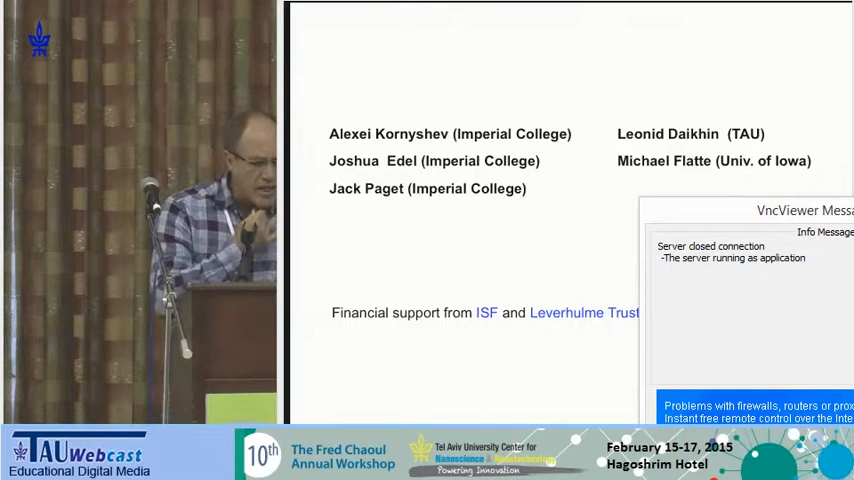 Alexei Kornyshev (Imperial College)
Leonid Daikhin (TAU)
Joshua Edel (Imperial College)
Michael Flatte (Univ. of Iowa)
Jack Paget (Imperial College)
VncViewer Messa
Info Message
Server closed connection
-The server running as application
Financial support from ISF and Leverhulme Trust
Problems with firewalls, routers or prox
Instant free remote control over the Inte
TAU Webcast
Educational Digital Media
10th
The Fred Chaoul
Annual Workshop
Tel Aviv University Center for
Nanoscience & Nanotechnology
Powering Innovation
February 15-17, 2015
Hagoshrim Hotel